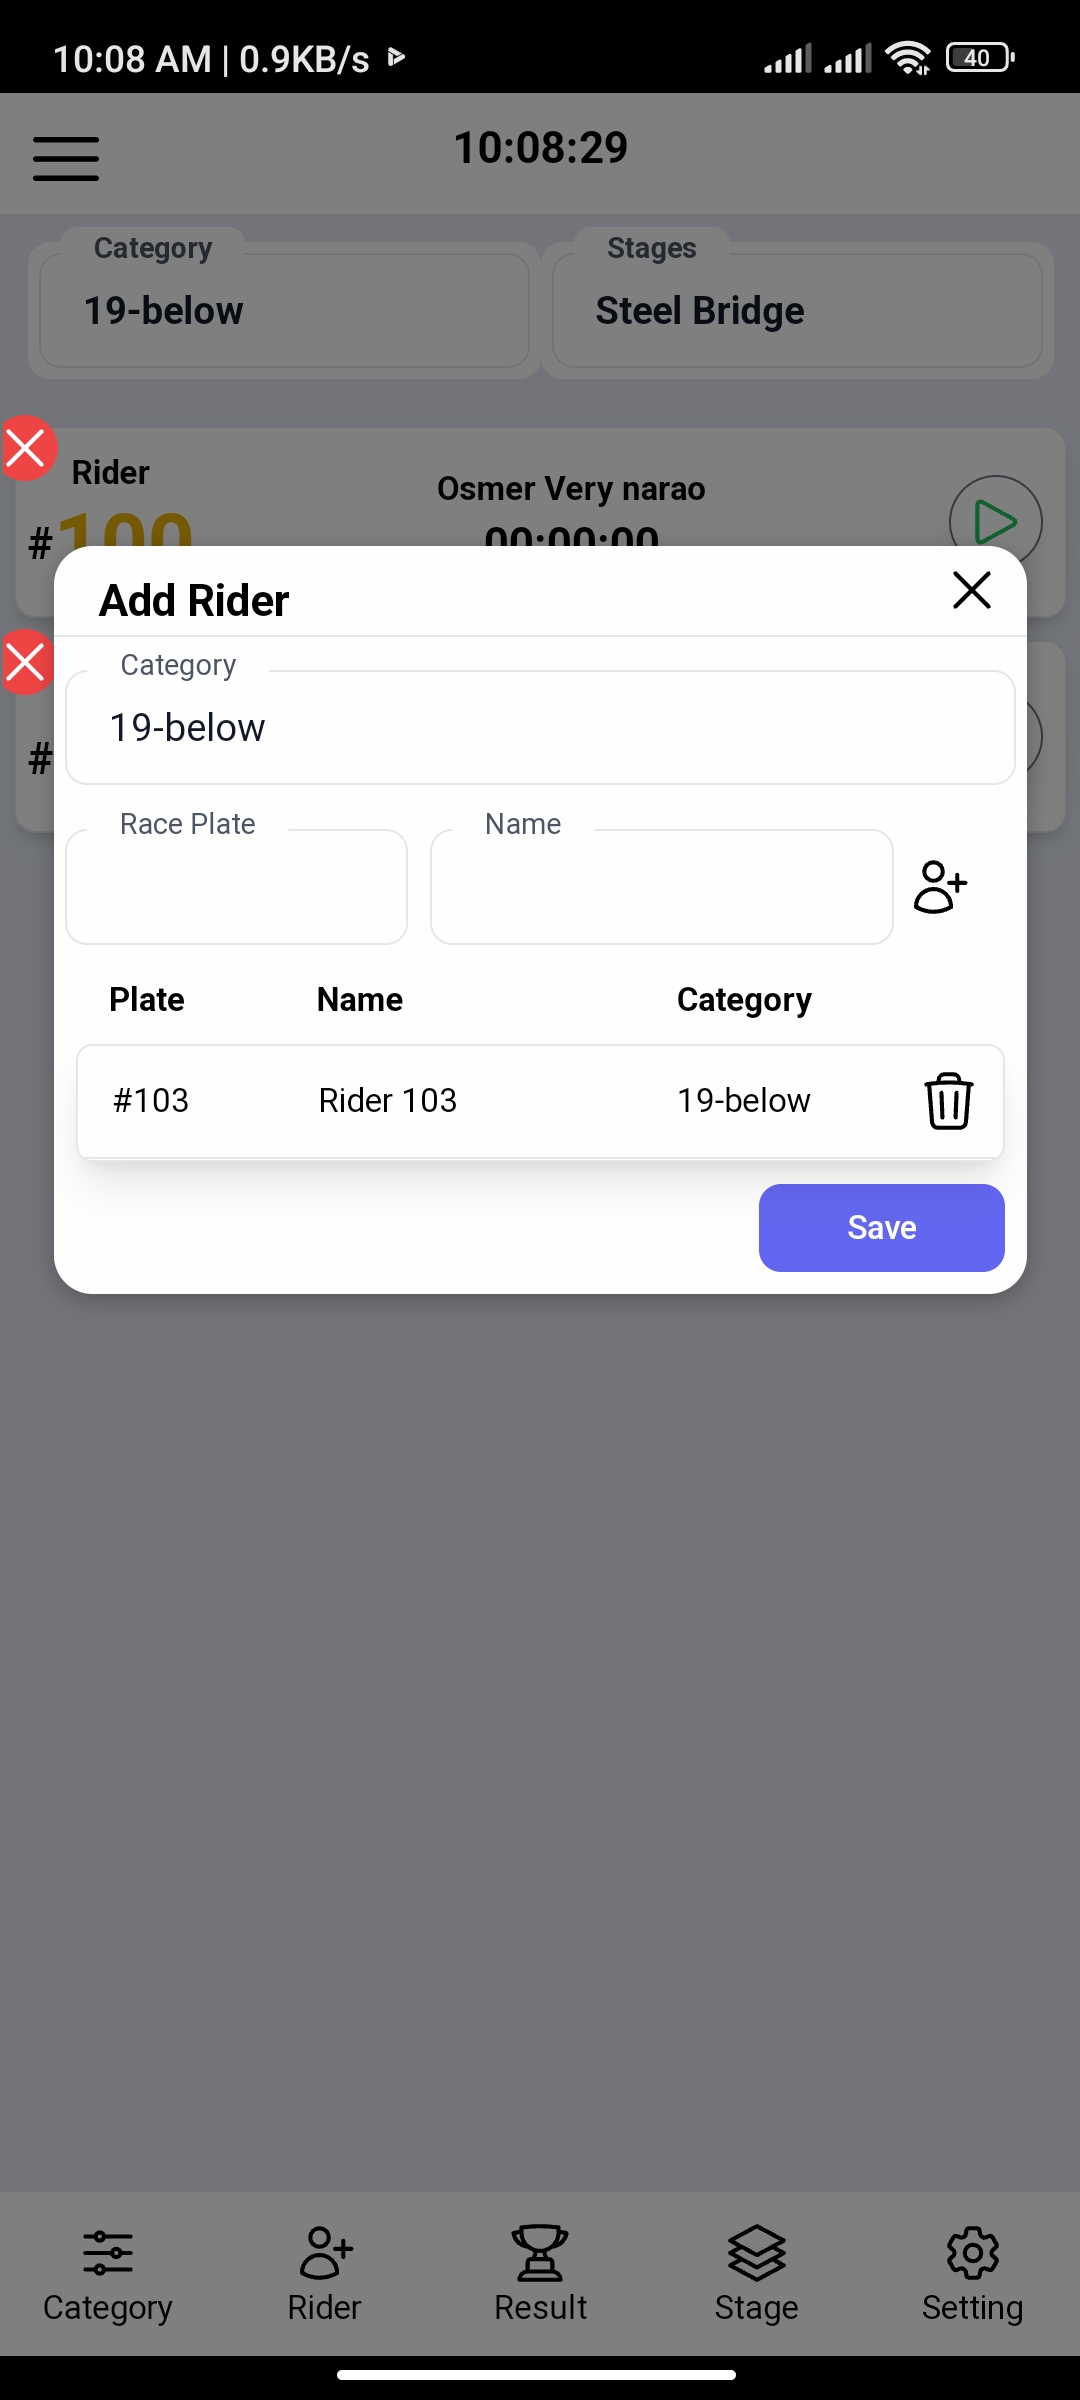 10:08 AM | 0.9KB/s
40
10:08:29
Category
Stages
19-below
Steel Bridge
Rider
Osmer Very narao
#100
00:00:00
Add Rider
Category
19-below
#
Race Plate
Name
Plate
Name
Category
#103
Rider 103
19-below
Save
Category
Rider
Result
Stage
Setting